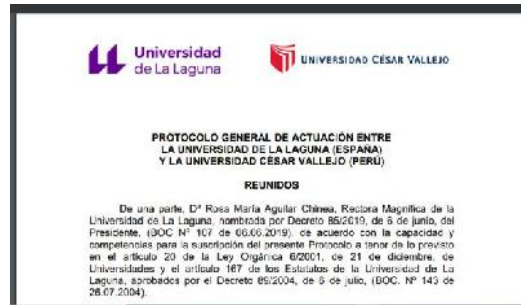 Universidad
de La Laguna
UNIVERSIDAD CÉSAR VALLEJO
PROTOCOLO GENERAL DE ACTUACIÓN ENTRE
LA UNIVERSIDAD DE LA LAGUNA (ESPAÑA)
Y LA UNIVERSIDAD CÉSAR VALLEJO (PERÚ)
REUNIDOS
De una parte, Dª Rosa María Aguilar Chinea, Rectora Magnífica de la
Universidad de La Laguna, nombrada por Decreto 85/2019, de 6 de junio, del
Presidente, (BOC Nº 107 de 06.06.2019), de acuerdo con la capacidad y
competencias para la suscripción del presente Protocolo a tenor de lo previsto
en el artículo 20 de la Ley Orgánica 6/2001, de 21 de diciembre, de
Universidades y el artículo 167 de los Estatutos de la Universidad de La
Laguna, aprobados por el Decreto 89/2004, de 6 de julio, (BOC. Nº 143 de
26.07.2004),